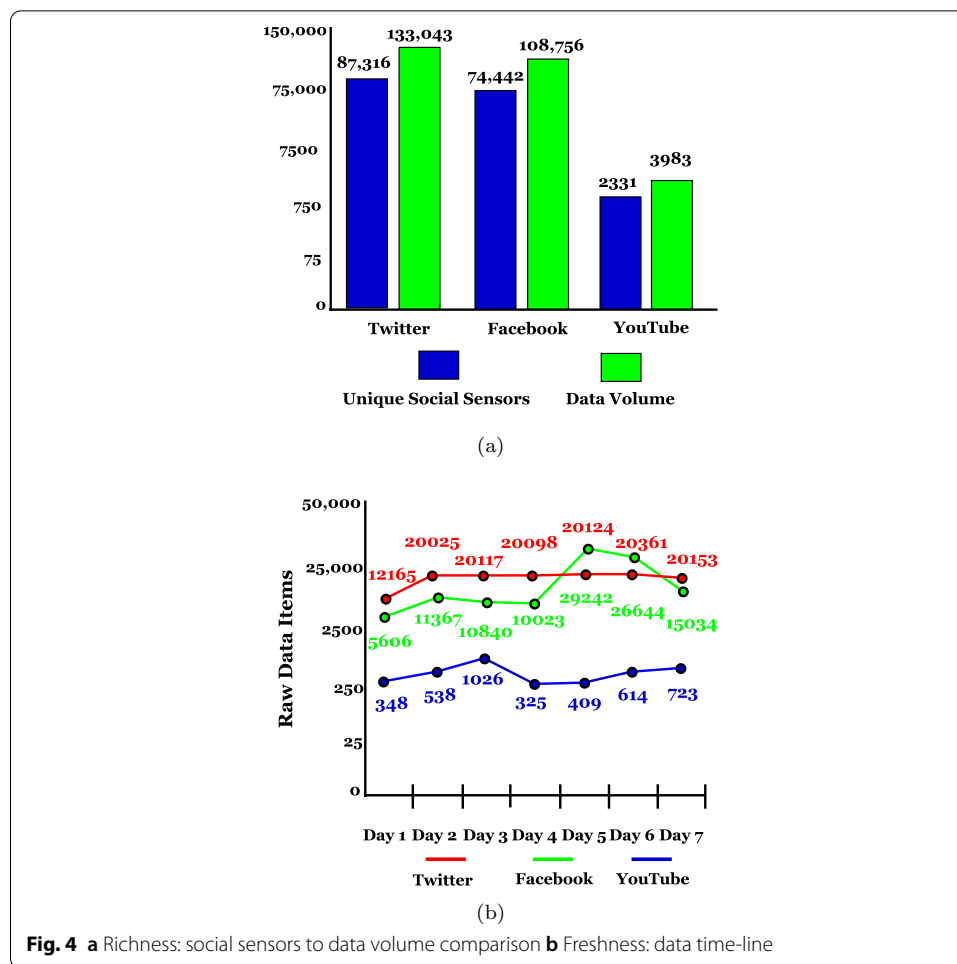 150,000
133,043
108,756
87,316
74,442
75,000
7500
3983
2331
750
75
0
Twitter Facebook YouTube
Unique Social Sensors Data Volume
(a)
50,000
20124
20025 20098 20361
20117 20153
25,000
12165
29242
11367 26644
10023 15034
5606 10840
2500
Raw Data Items
1026
250
348 538 325 409 614 723
25
0
Day 1 Day 2 Day 3 Day 4 Day 5 Day 6 Day 7
Twitter Facebook YouTube
(b)
Fig. 4 a Richness: social sensors to data volume comparison b Freshness: data time-line